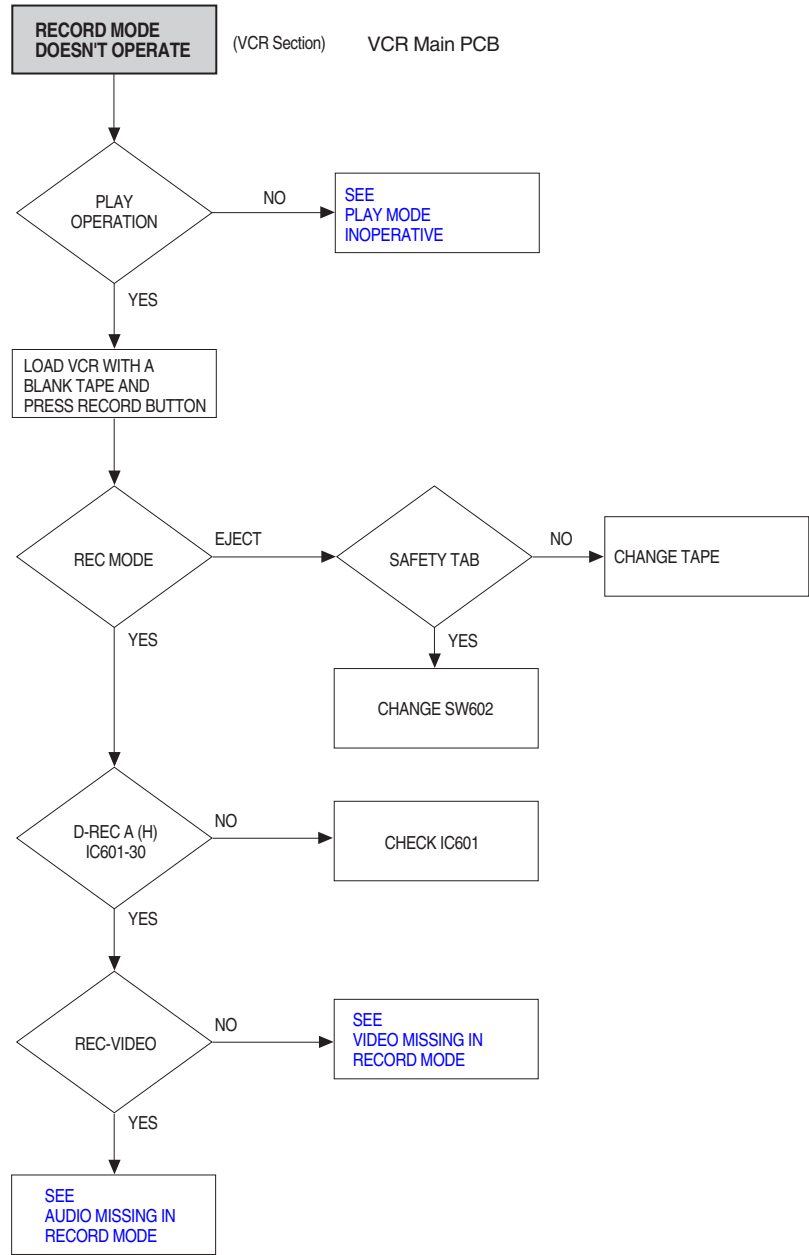 RECORD MODE
DOESN'T OPERATE
(VCR Section)
VCR Main PCB
PLAY
OPERATION
NO
SEE
PLAY MODE
INOPERATIVE
YES
LOAD VCR WITH A
BLANK TAPE AND
PRESS RECORD BUTTON
REC MODE
EJECT
SAFETY TAB
NO
CHANGE TAPE
YES
YES
CHANGE SW602
D-REC A (H)
IC601-30
NO
CHECK IC601
YES
REC-VIDEO
NO
SEE
VIDEO MISSING IN
RECORD MODE
YES
SEE
AUDIO MISSING IN
RECORD MODE